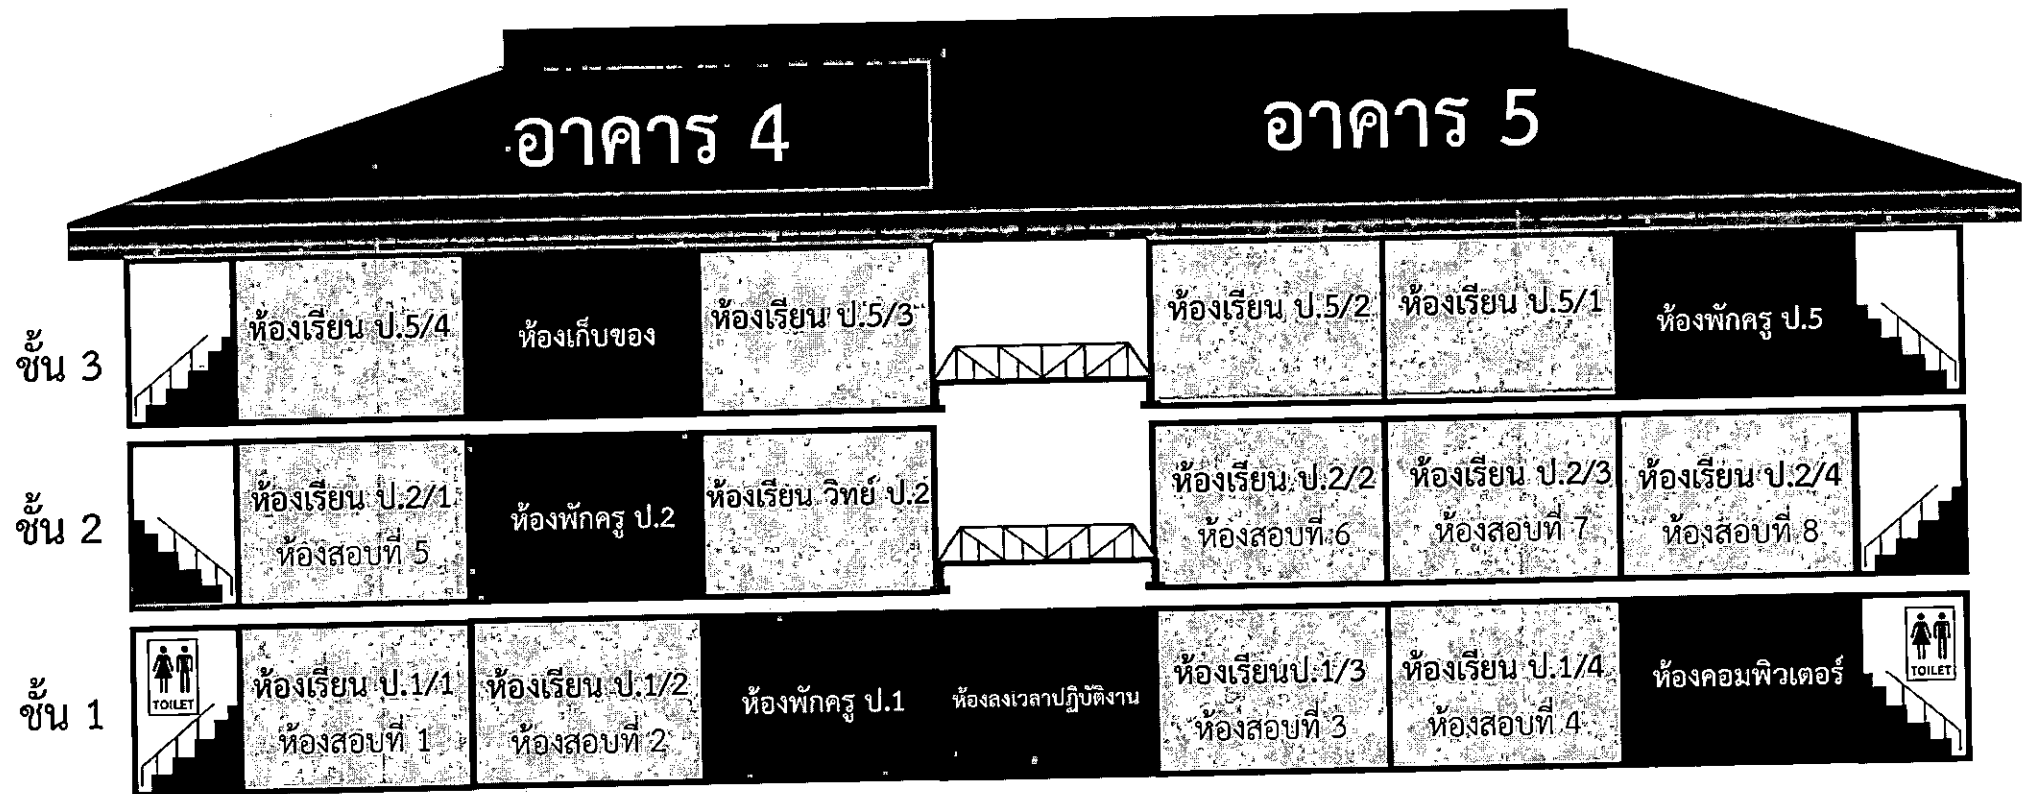 อาคาร 4
อาคาร 5
ชั้น 3
ห้องเรียน ป.5/4
ห้องเก็บของ
ห้องเรียน ป.5/3
ห้องเรียน ป.5/2
ห้องเรียน ป.5/1
ห้องพักครู ป.5
ชั้น 2
ห้องเรียน ป.2/1
ห้องสอบที่ 5
ห้องพักครู ป.2
ห้องเรียน วิทย์ ป.2
ห้องเรียน ป.2/2
ห้องสอบที่ 6
ห้องเรียน ป.2/3
ห้องสอบที่ 7
ห้องเรียน ป.2/4
ห้องสอบที่ 8
ชั้น 1
TOILET
ห้องเรียน ป.1/1
ห้องสอบที่ 1
ห้องเรียน ป.1/2
ห้องสอบที่ 2
ห้องพักครู ป.1
ห้องลงเวลาปฏิบัติงาน
ห้องเรียนป.1/3
ห้องสอบที่ 3
ห้องเรียน ป.1/4
ห้องสอบที่ 4
ห้องคอมพิวเตอร์
TOILET